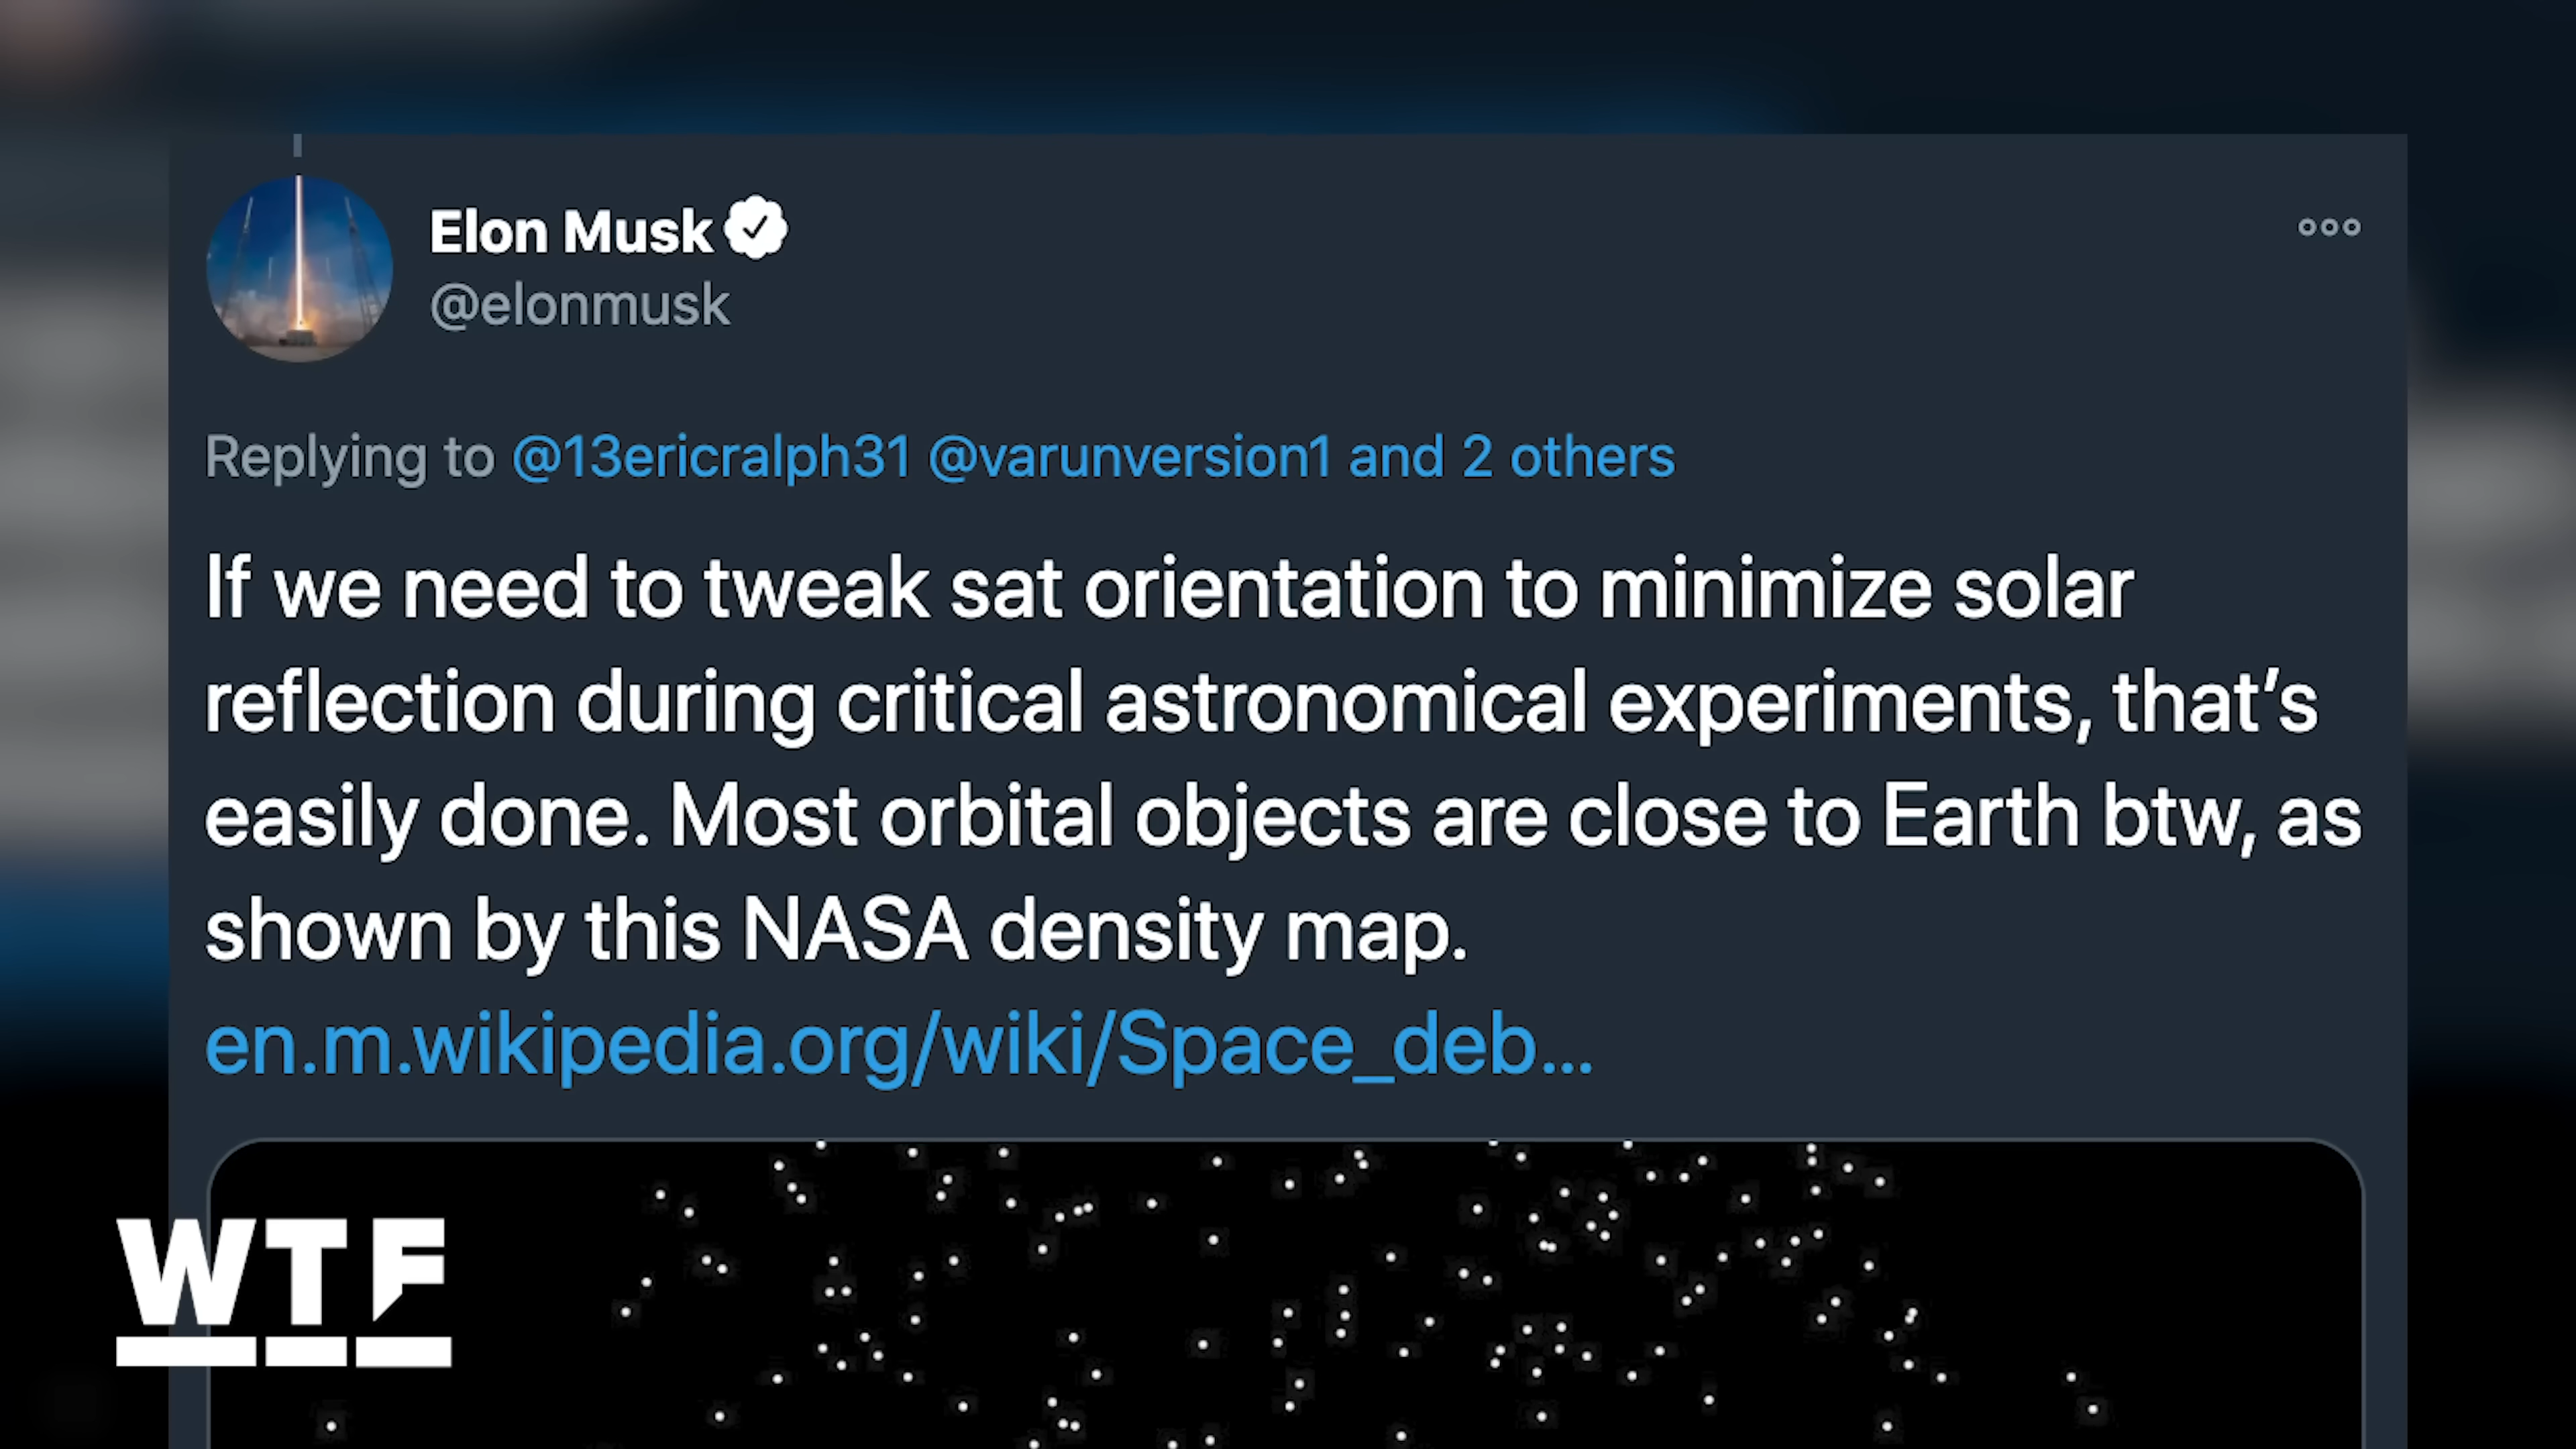 Elon Musk
@elonmusk
Replying to @13ericralph31 @varunversion1 and 2 others
If we need to tweak sat orientation to minimize solar
reflection during critical astronomical experiments, that’s
easily done. Most orbital objects are close to Earth btw, as
shown by this NASA density map.
en.m.wikipedia.org/wiki/Space_deb...
WTF